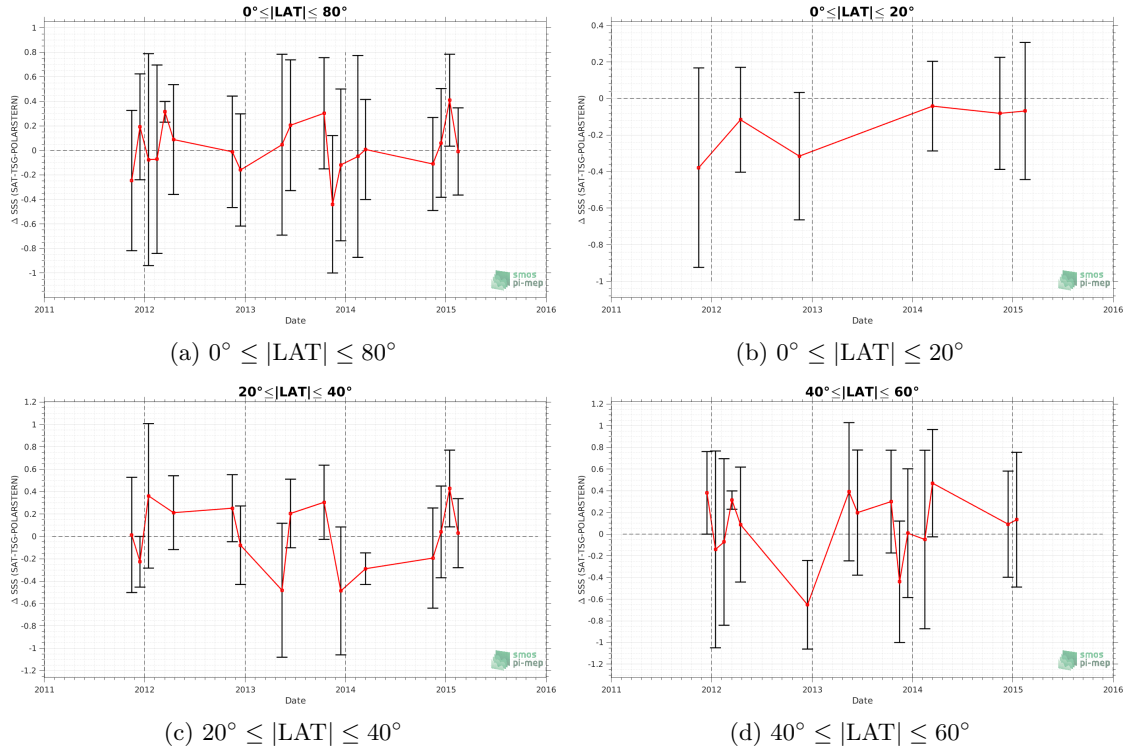 0°≤|LAT|≤ 80°
Δ SSS (SAT-TSG-POLARSTERN)
1
0.8
0.6
0.4
0.2
0
-0.2
-0.4
-0.6
-0.8
-1
2011 2012 2013 2014 2015 2016
Date
smos
pi-mep
(a) 0° ≤ |LAT| ≤ 80°
0°≤|LAT|≤ 20°
Δ SSS (SAT-TSG-POLARSTERN)
0.4
0.2
0
-0.2
-0.4
-0.6
-0.8
-1
2011 2012 2013 2014 2015 2016
Date
smos
pi-mep
(b) 0° ≤ |LAT| ≤ 20°
20°≤|LAT|≤ 40°
Δ SSS (SAT-TSG-POLARSTERN)
1.2
1
0.8
0.6
0.4
0.2
0
-0.2
-0.4
-0.6
-0.8
-1
-1.2
2011 2012 2013 2014 2015 2016
Date
smos
pi-mep
(c) 20° ≤ |LAT| ≤ 40°
40°≤|LAT|≤ 60°
Δ SSS (SAT-TSG-POLARSTERN)
1.2
1
0.8
0.6
0.4
0.2
0
-0.2
-0.4
-0.6
-0.8
-1
-1.2
2011 2012 2013 2014 2015 2016
Date
smos
pi-mep
(d) 40° ≤ |LAT| ≤ 60°